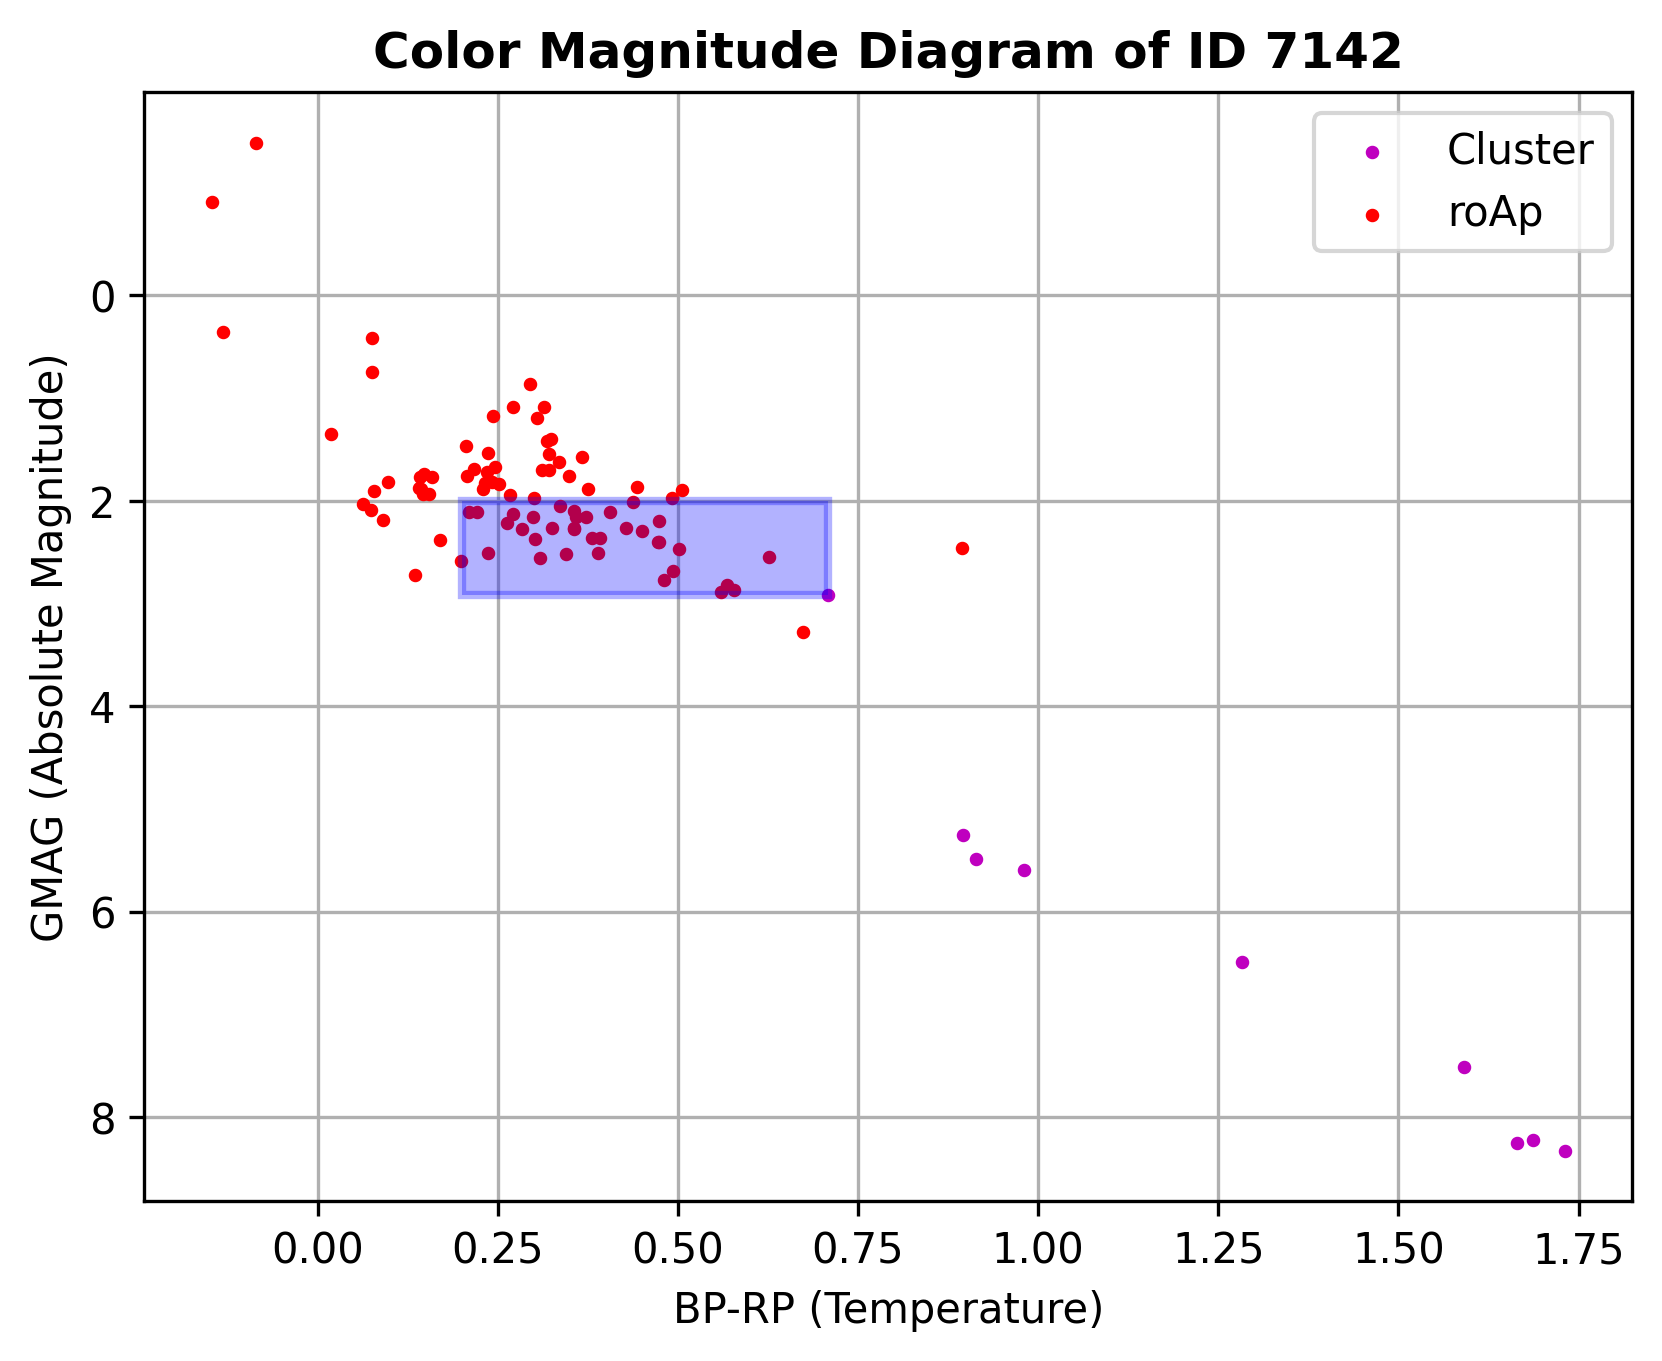 Color Magnitude Diagram of ID 7142
Cluster
roAp
GMAG (Absolute Magnitude)
0
2
4
6
8
0.00 0.25 0.50 0.75 1.00 1.25 1.50 1.75
BP-RP (Temperature)